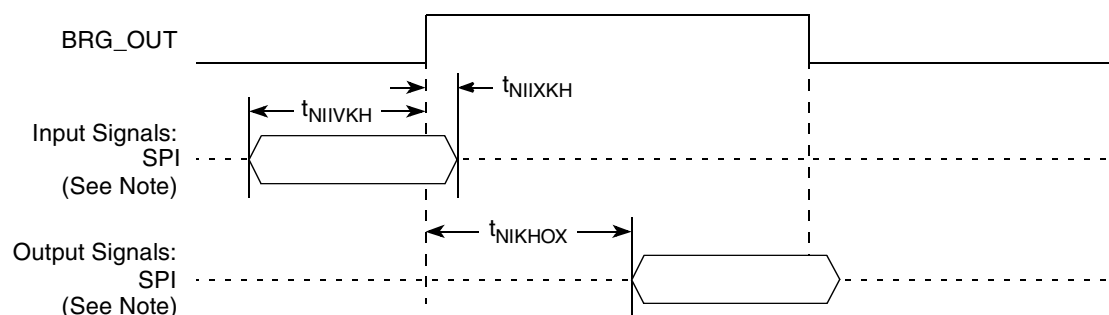 BRG_OUT
tNIIXKH
tNIIVKH
Input Signals:
SPI
(See Note)
tNIKHOX
Output Signals:
SPI
(See Note)